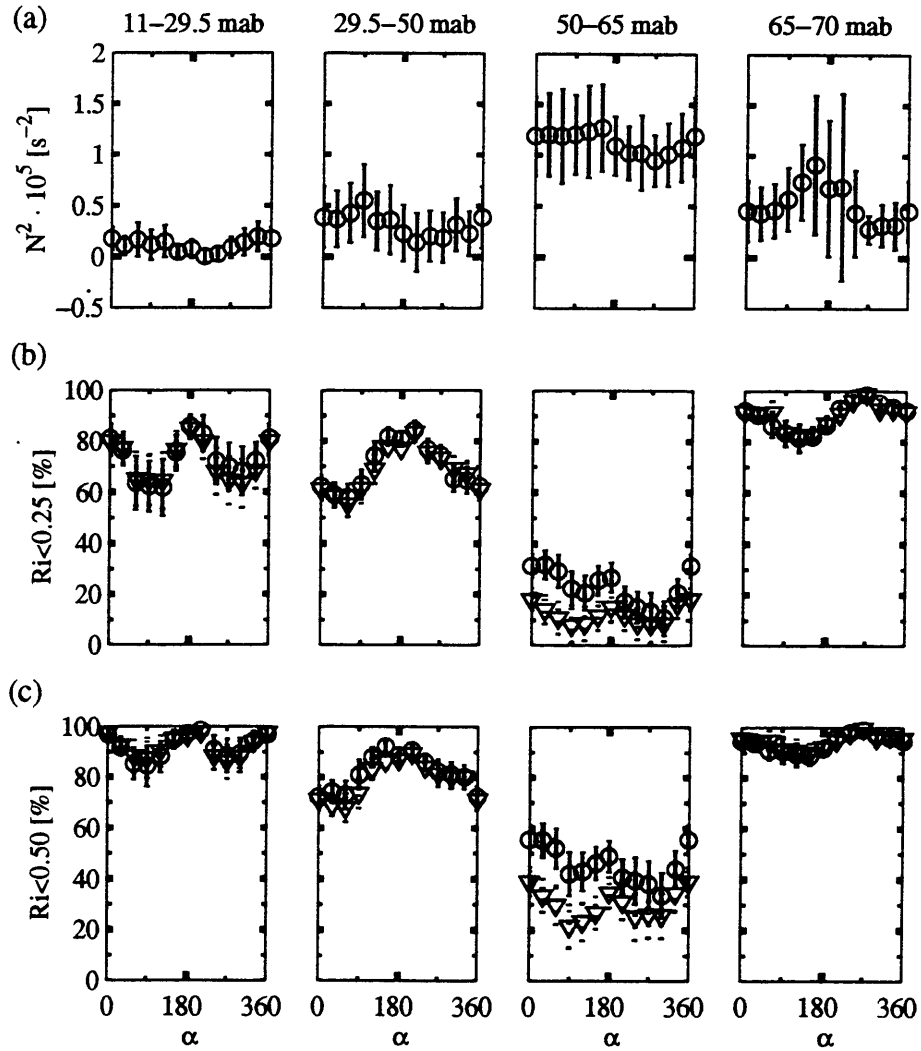 (a)
11–29.5 mab 29.5–50 mab 50–65 mab 65–70 mab
N² · 10⁵ [s⁻²]
2
1.5
1
0.5
0
−0.5
(b)
Ri<0.25 [%]
100
80
60
40
20
0
(c)
Ri<0.50 [%]
100
80
60
40
20
0
0 180 360 0 180 360 0 180 360 0 180 360
α α α α